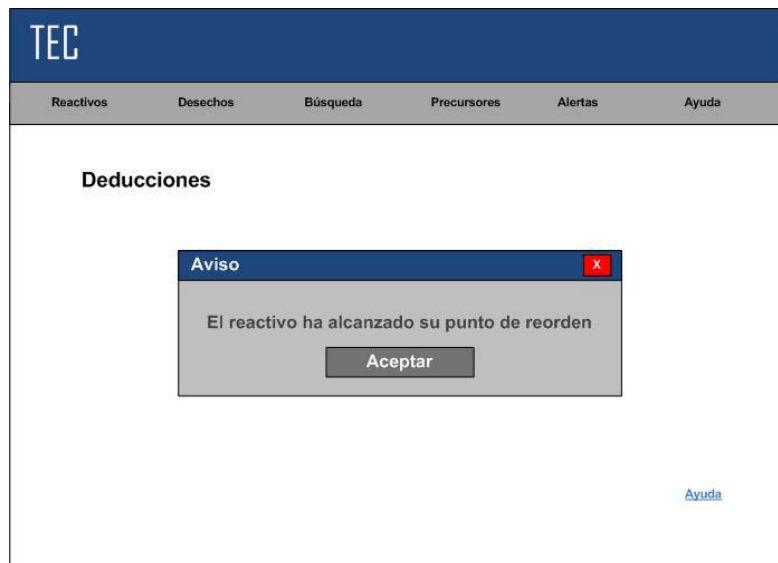 TEC
Reactivos Desechos Búsqueda Precursores Alertas Ayuda
Deducciones
Aviso X
El reactivo ha alcanzado su punto de reorden
Aceptar
Ayuda